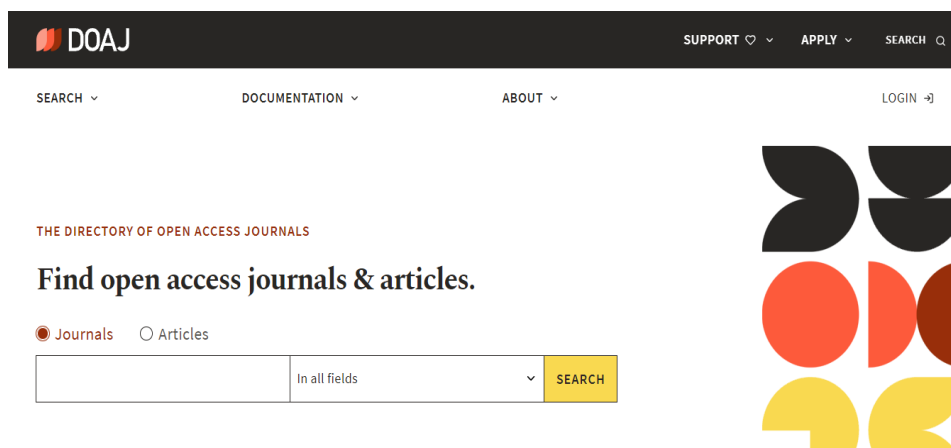 DOAJ
SUPPORT APPLY SEARCH
SEARCH DOCUMENTATION ABOUT LOGIN
THE DIRECTORY OF OPEN ACCESS JOURNALS
Find open access journals & articles.
Journals Articles
In all fields SEARCH